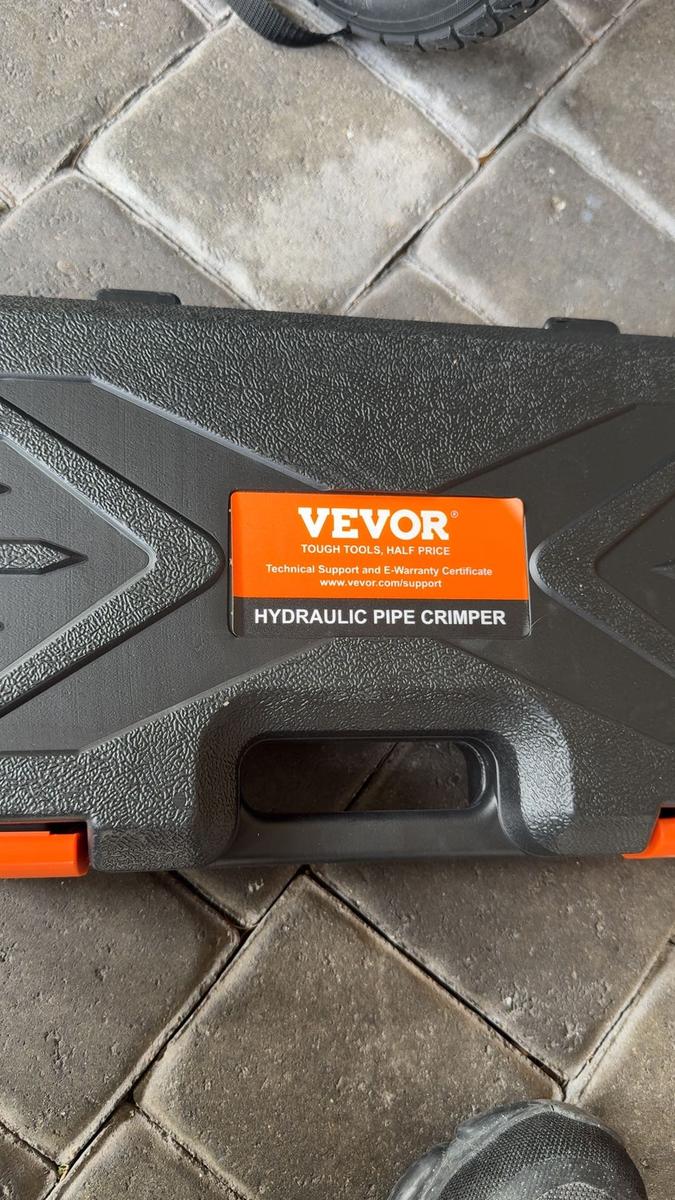 VEVOR®
TOUGH TOOLS, HALF PRICE
Technical Support and E-Warranty Certificate
www.vevor.com/support
HYDRAULIC PIPE CRIMPER